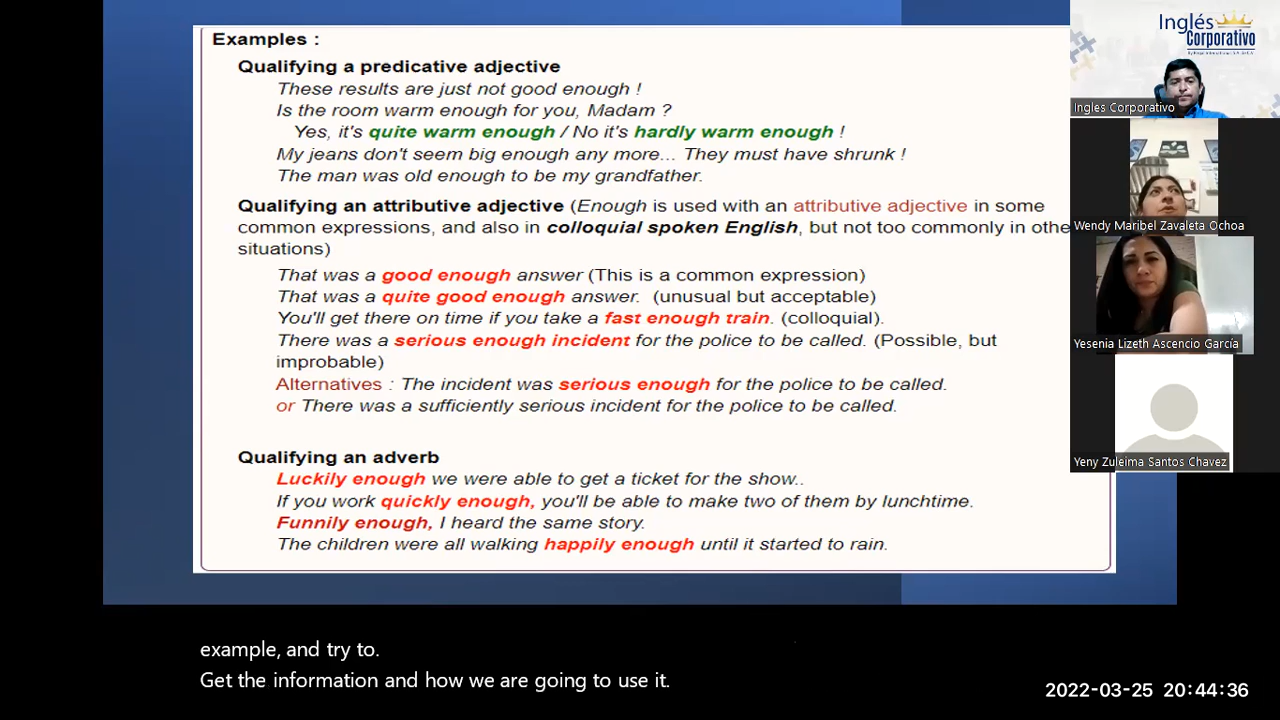 Examples :
Qualifying a predicative adjective
These results are just not good enough !
Is the room warm enough for you, Madam ?
Yes, it's quite warm enough / No it's hardly warm enough !
My jeans don't seem big enough any more... They must have shrunk !
The man was old enough to be my grandfather.
Qualifying an attributive adjective (Enough is used with an attributive adjective in some
common expressions, and also in colloquial spoken English, but not too commonly in othe
situations)
That was a good enough answer (This is a common expression)
That was a quite good enough answer. (unusual but acceptable)
You'll get there on time if you take a fast enough train. (colloquial).
There was a serious enough incident for the police to be called. (Possible, but
improbable)
Alternatives : The incident was serious enough for the police to be called.
or There was a sufficiently serious incident for the police to be called.
Qualifying an adverb
Luckily enough we were able to get a ticket for the show..
If you work quickly enough, you'll be able to make two of them by lunchtime.
Funnily enough, I heard the same story.
The children were all walking happily enough until it started to rain.
Inglés
Corporativo
Ingles Corporativo
Wendy Maribel Zavaleta Ochoa
Yesenia Lizeth Ascencio García
Yeny Zuleima Santos Chavez
example, and try to.
Get the information and how we are going to use it.
2022-03-25 20:44:36